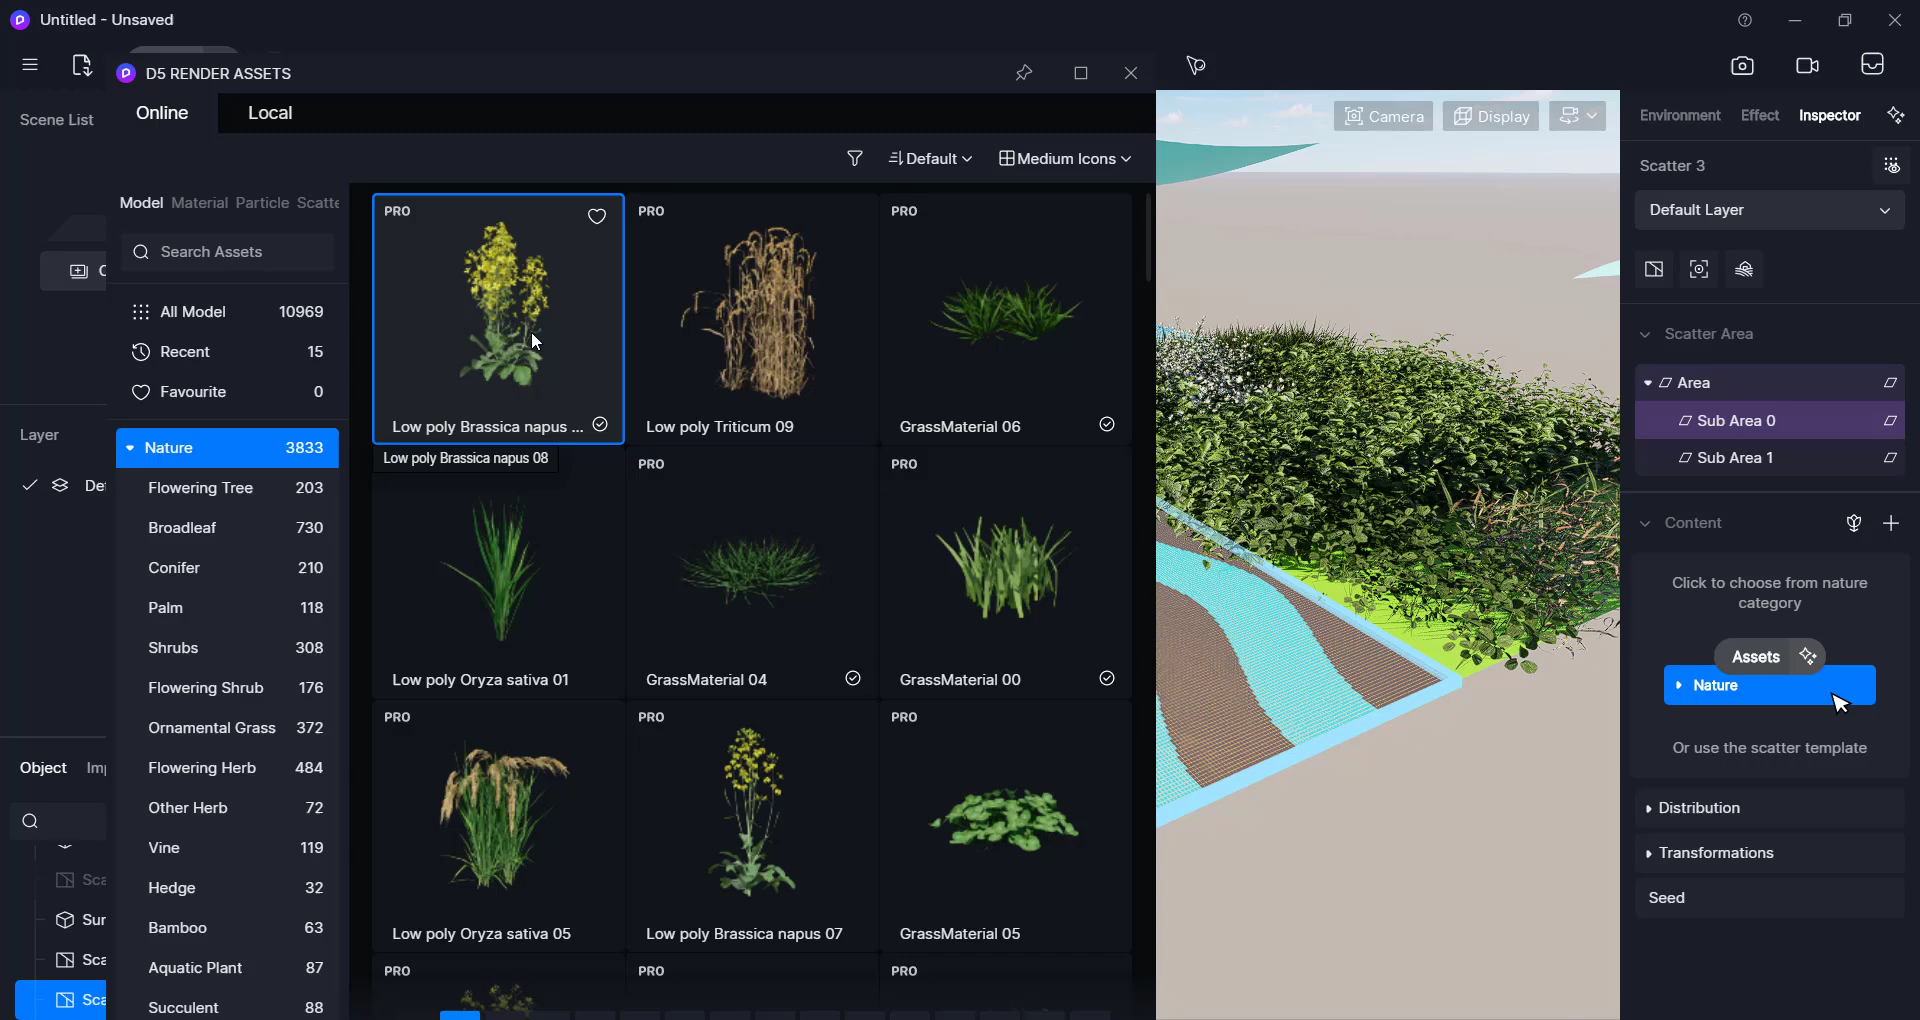 Untitled - Unsaved
D5 RENDER ASSETS
Online
Local
Default
Medium Icons
Scene List
Model Material Particle Scatte
Search Assets
All Model 10969
Recent 15
Favourite 0
Nature 3833
Flowering Tree 203
Broadleaf 730
Conifer 210
Palm 118
Shrubs 308
Flowering Shrub 176
Ornamental Grass 372
Flowering Herb 484
Other Herb 72
Vine 119
Hedge 32
Bamboo 63
Aquatic Plant 87
Succulent 88
Layer
Def
Object Imp
Sca
Sur
Sca
Sca
PRO
Low poly Brassica napus ...
Low poly Brassica napus 08
PRO
Low poly Triticum 09
PRO
GrassMaterial 06
Low poly Oryza sativa 01
PRO
GrassMaterial 04
PRO
GrassMaterial 00
PRO
Low poly Oryza sativa 05
PRO
Low poly Brassica napus 07
PRO
GrassMaterial 05
PRO
PRO
PRO
Camera
Display
Environment Effect Inspector
Scatter 3
Default Layer
Scatter Area
Area
Sub Area 0
Sub Area 1
Content
Click to choose from nature
category
Assets
Nature
Or use the scatter template
Distribution
Transformations
Seed